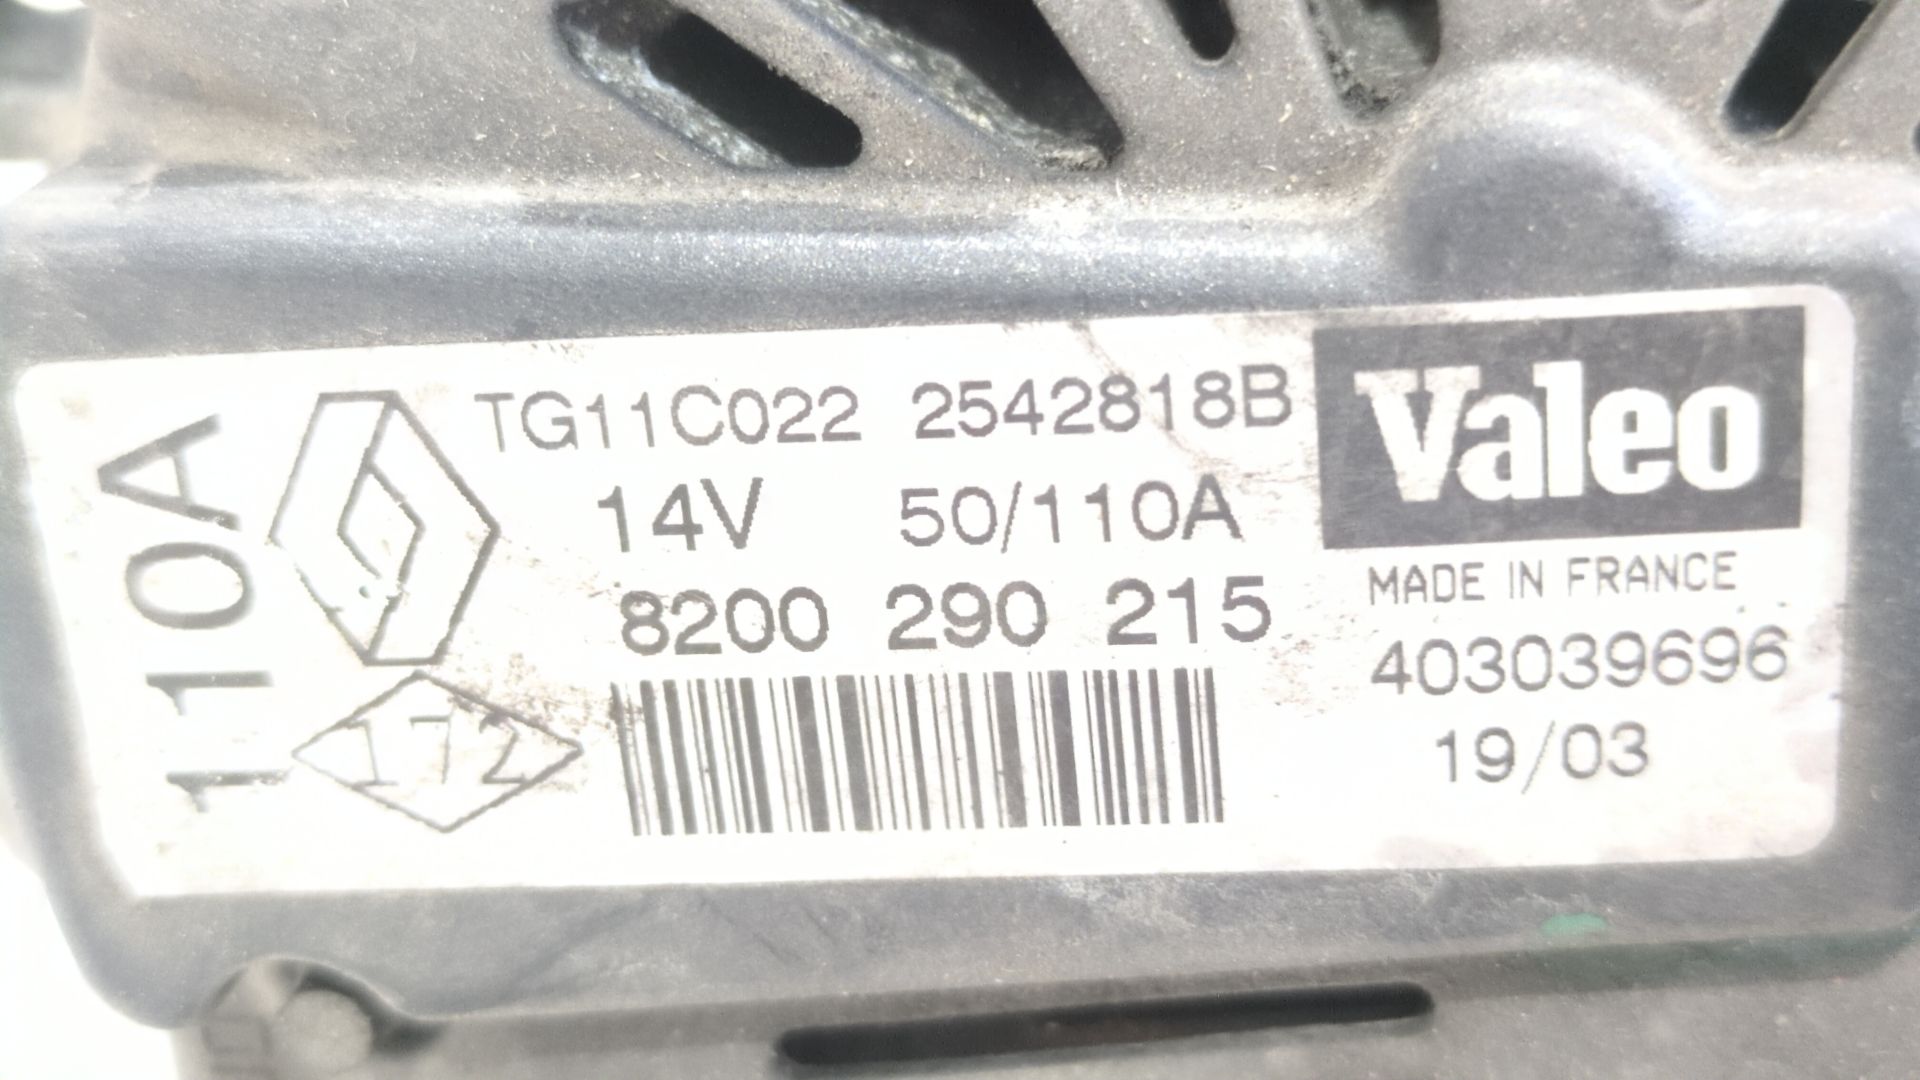 110A
TG11C022 2542818B
14V 50/110A
8200 290 215
172
Valeo
MADE IN FRANCE
403039696
19/03